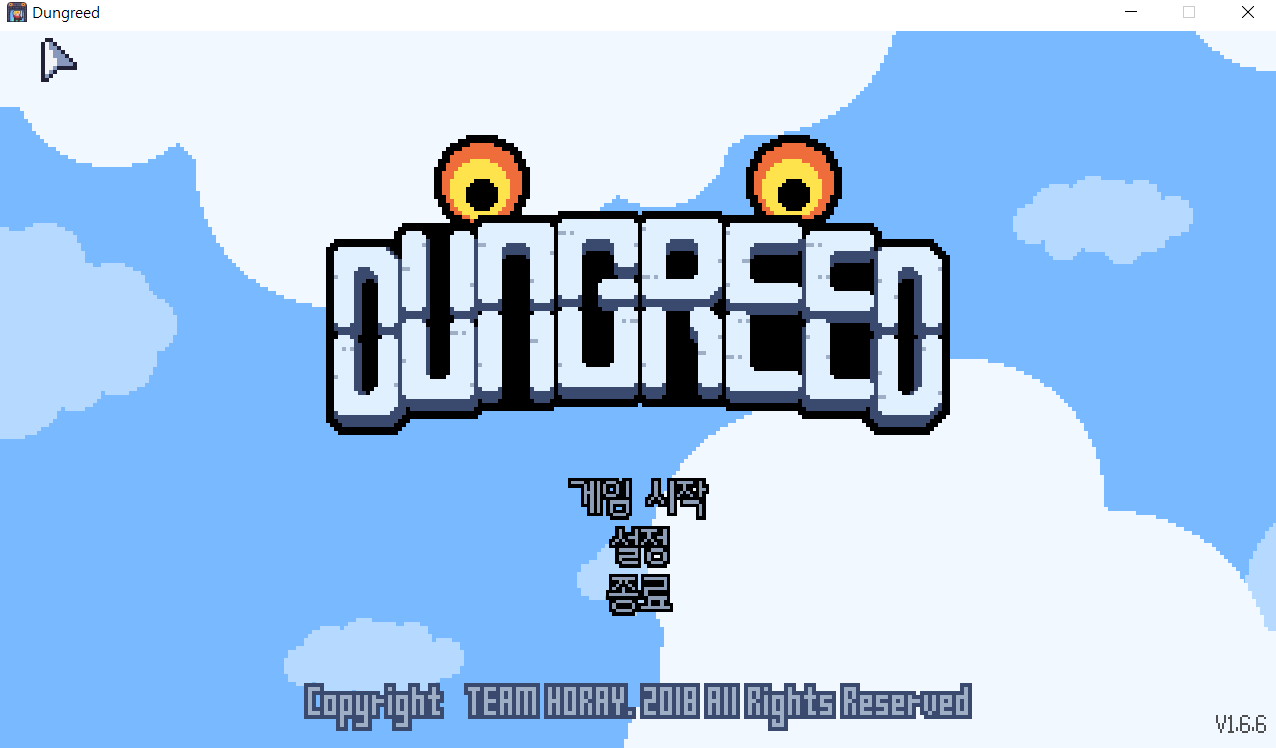 Dungreed
DUNGREED
게임 시작
설정
종료
Copyright TEAM HORAY. 2018 All Rights Reserved
V1.6.6